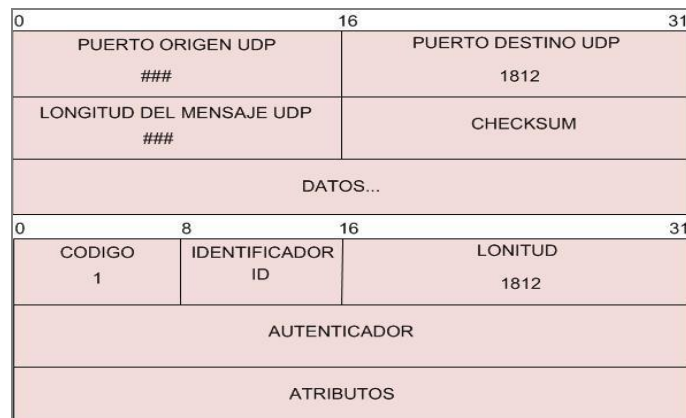 0 16 31
PUERTO ORIGEN UDP PUERTO DESTINO UDP
### 1812
LONGITUD DEL MENSAJE UDP CHECKSUM
###
DATOS...
0 8 16 31
CODIGO IDENTIFICADOR LONITUD
1 ID 1812
AUTENTICADOR
ATRIBUTOS